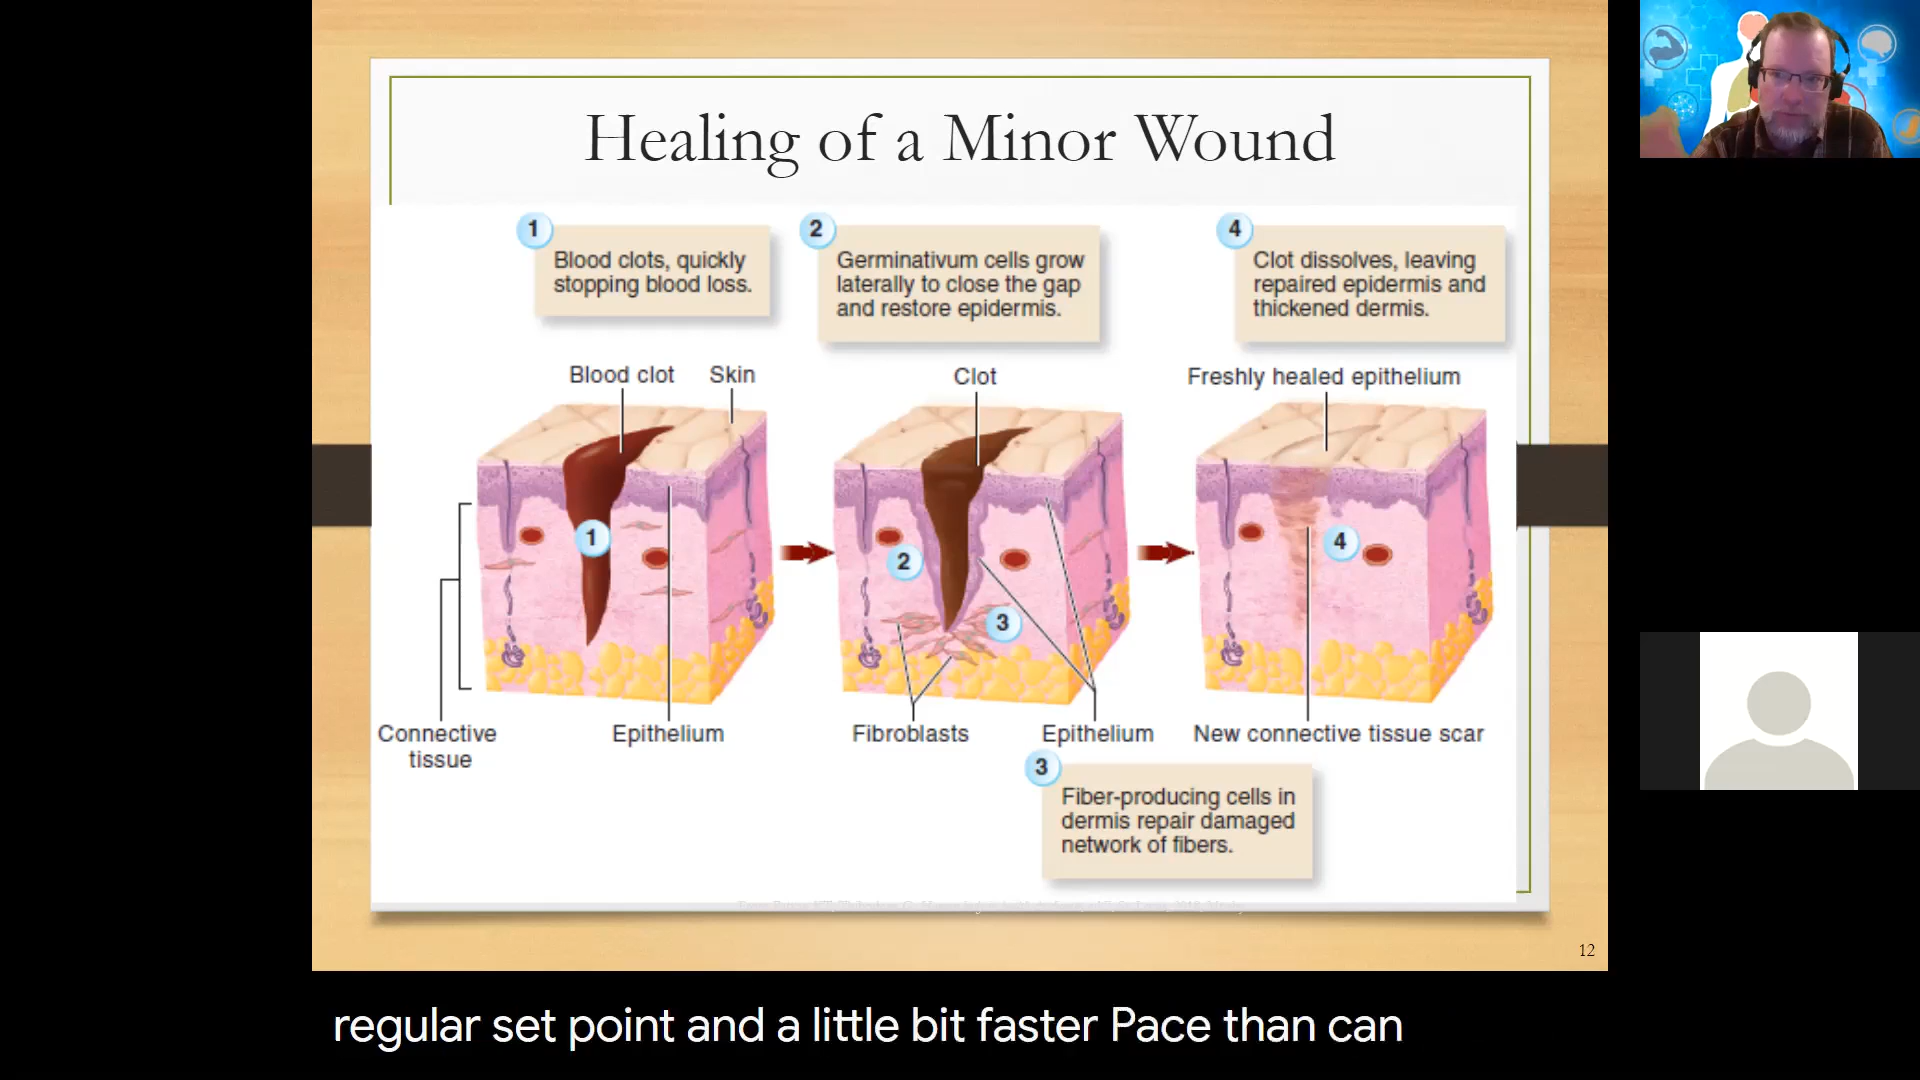 Healing of a Minor Wound
1
Blood clots, quickly
stopping blood loss.
2
Germinativum cells grow
laterally to close the gap
and restore epidermis.
4
Clot dissolves, leaving
repaired epidermis and
thickened dermis.
Blood clot
Skin
Clot
Freshly healed epithelium
1
2
3
4
Connective
tissue
Epithelium
Fibroblasts
Epithelium
New connective tissue scar
3
Fiber-producing cells in
dermis repair damaged
network of fibers.
12
regular set point and a little bit faster Pace than can